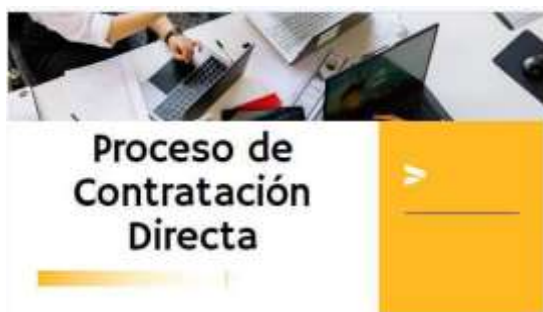 Proceso de
Contratación
Directa